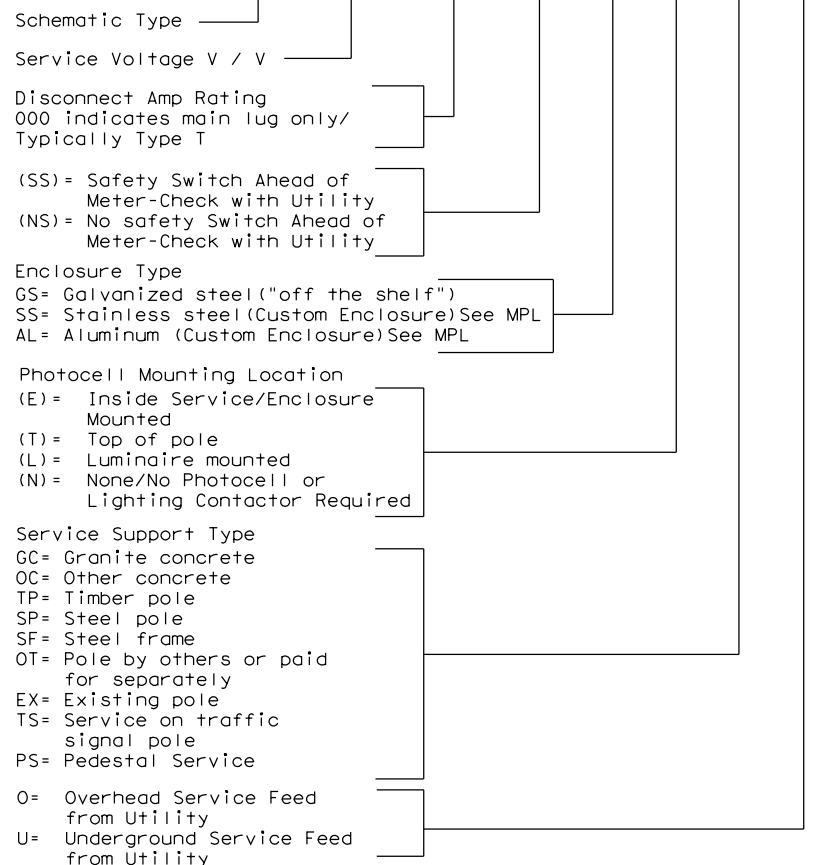 Schematic Type
Service Voltage V / V
Disconnect Amp Rating
000 indicates main lug only/
Typically Type T
(SS)= Safety Switch Ahead of
Meter-Check with Utility
(NS)= No safety Switch Ahead of
Meter-Check with Utility
Enclosure Type
GS= Galvanized steel("off the shelf")
SS= Stainless steel(Custom Enclosure)See MPL
AL= Aluminum (Custom Enclosure)See MPL
Photocell Mounting Location
(E)= Inside Service/Enclosure
Mounted
(T)= Top of pole
(L)= Luminaire mounted
(N)= None/No Photocell or
Lighting Contactor Required
Service Support Type
GC= Granite concrete
OC= Other concrete
TP= Timber pole
SP= Steel pole
SF= Steel frame
OT= Pole by others or paid
for separately
EX= Existing pole
TS= Service on traffic
signal pole
PS= Pedestal Service
O= Overhead Service Feed
from Utility
U= Underground Service Feed
from Utility